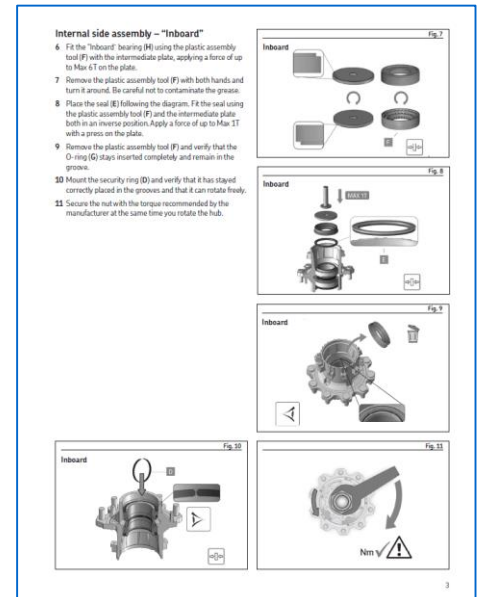 Internal side assembly – “Inboard”
6 Fit the "Inboard" bearing (H) using the plastic assembly
tool (F) with the intermediate plate, applying a force of up
to Max 6T on the plate.
7 Remove the plastic assembly tool (F) with both hands and
turn it around. Be careful not to contaminate the grease.
8 Place the seal (E) following the diagram. Fit the seal using
the plastic assembly tool (F) and the intermediate plate
both in an inverse position. Apply a force of up to Max 1T
with a press on the plate.
9 Remove the plastic assembly tool (F) and verify that the
O-ring (G) stays inserted completely and remain in the
groove.
10 Mount the security ring (D) and verify that it has stayed
correctly placed in the grooves and that it can rotate freely.
11 Secure the nut with the torque recommended by the
manufacturer at the same time you rotate the hub.
Fig. 7
Inboard
F
Fig. 8
Inboard
MAX 1T
E
Fig. 9
Inboard
Fig. 10
Inboard
D
Fig. 11
Nm
3